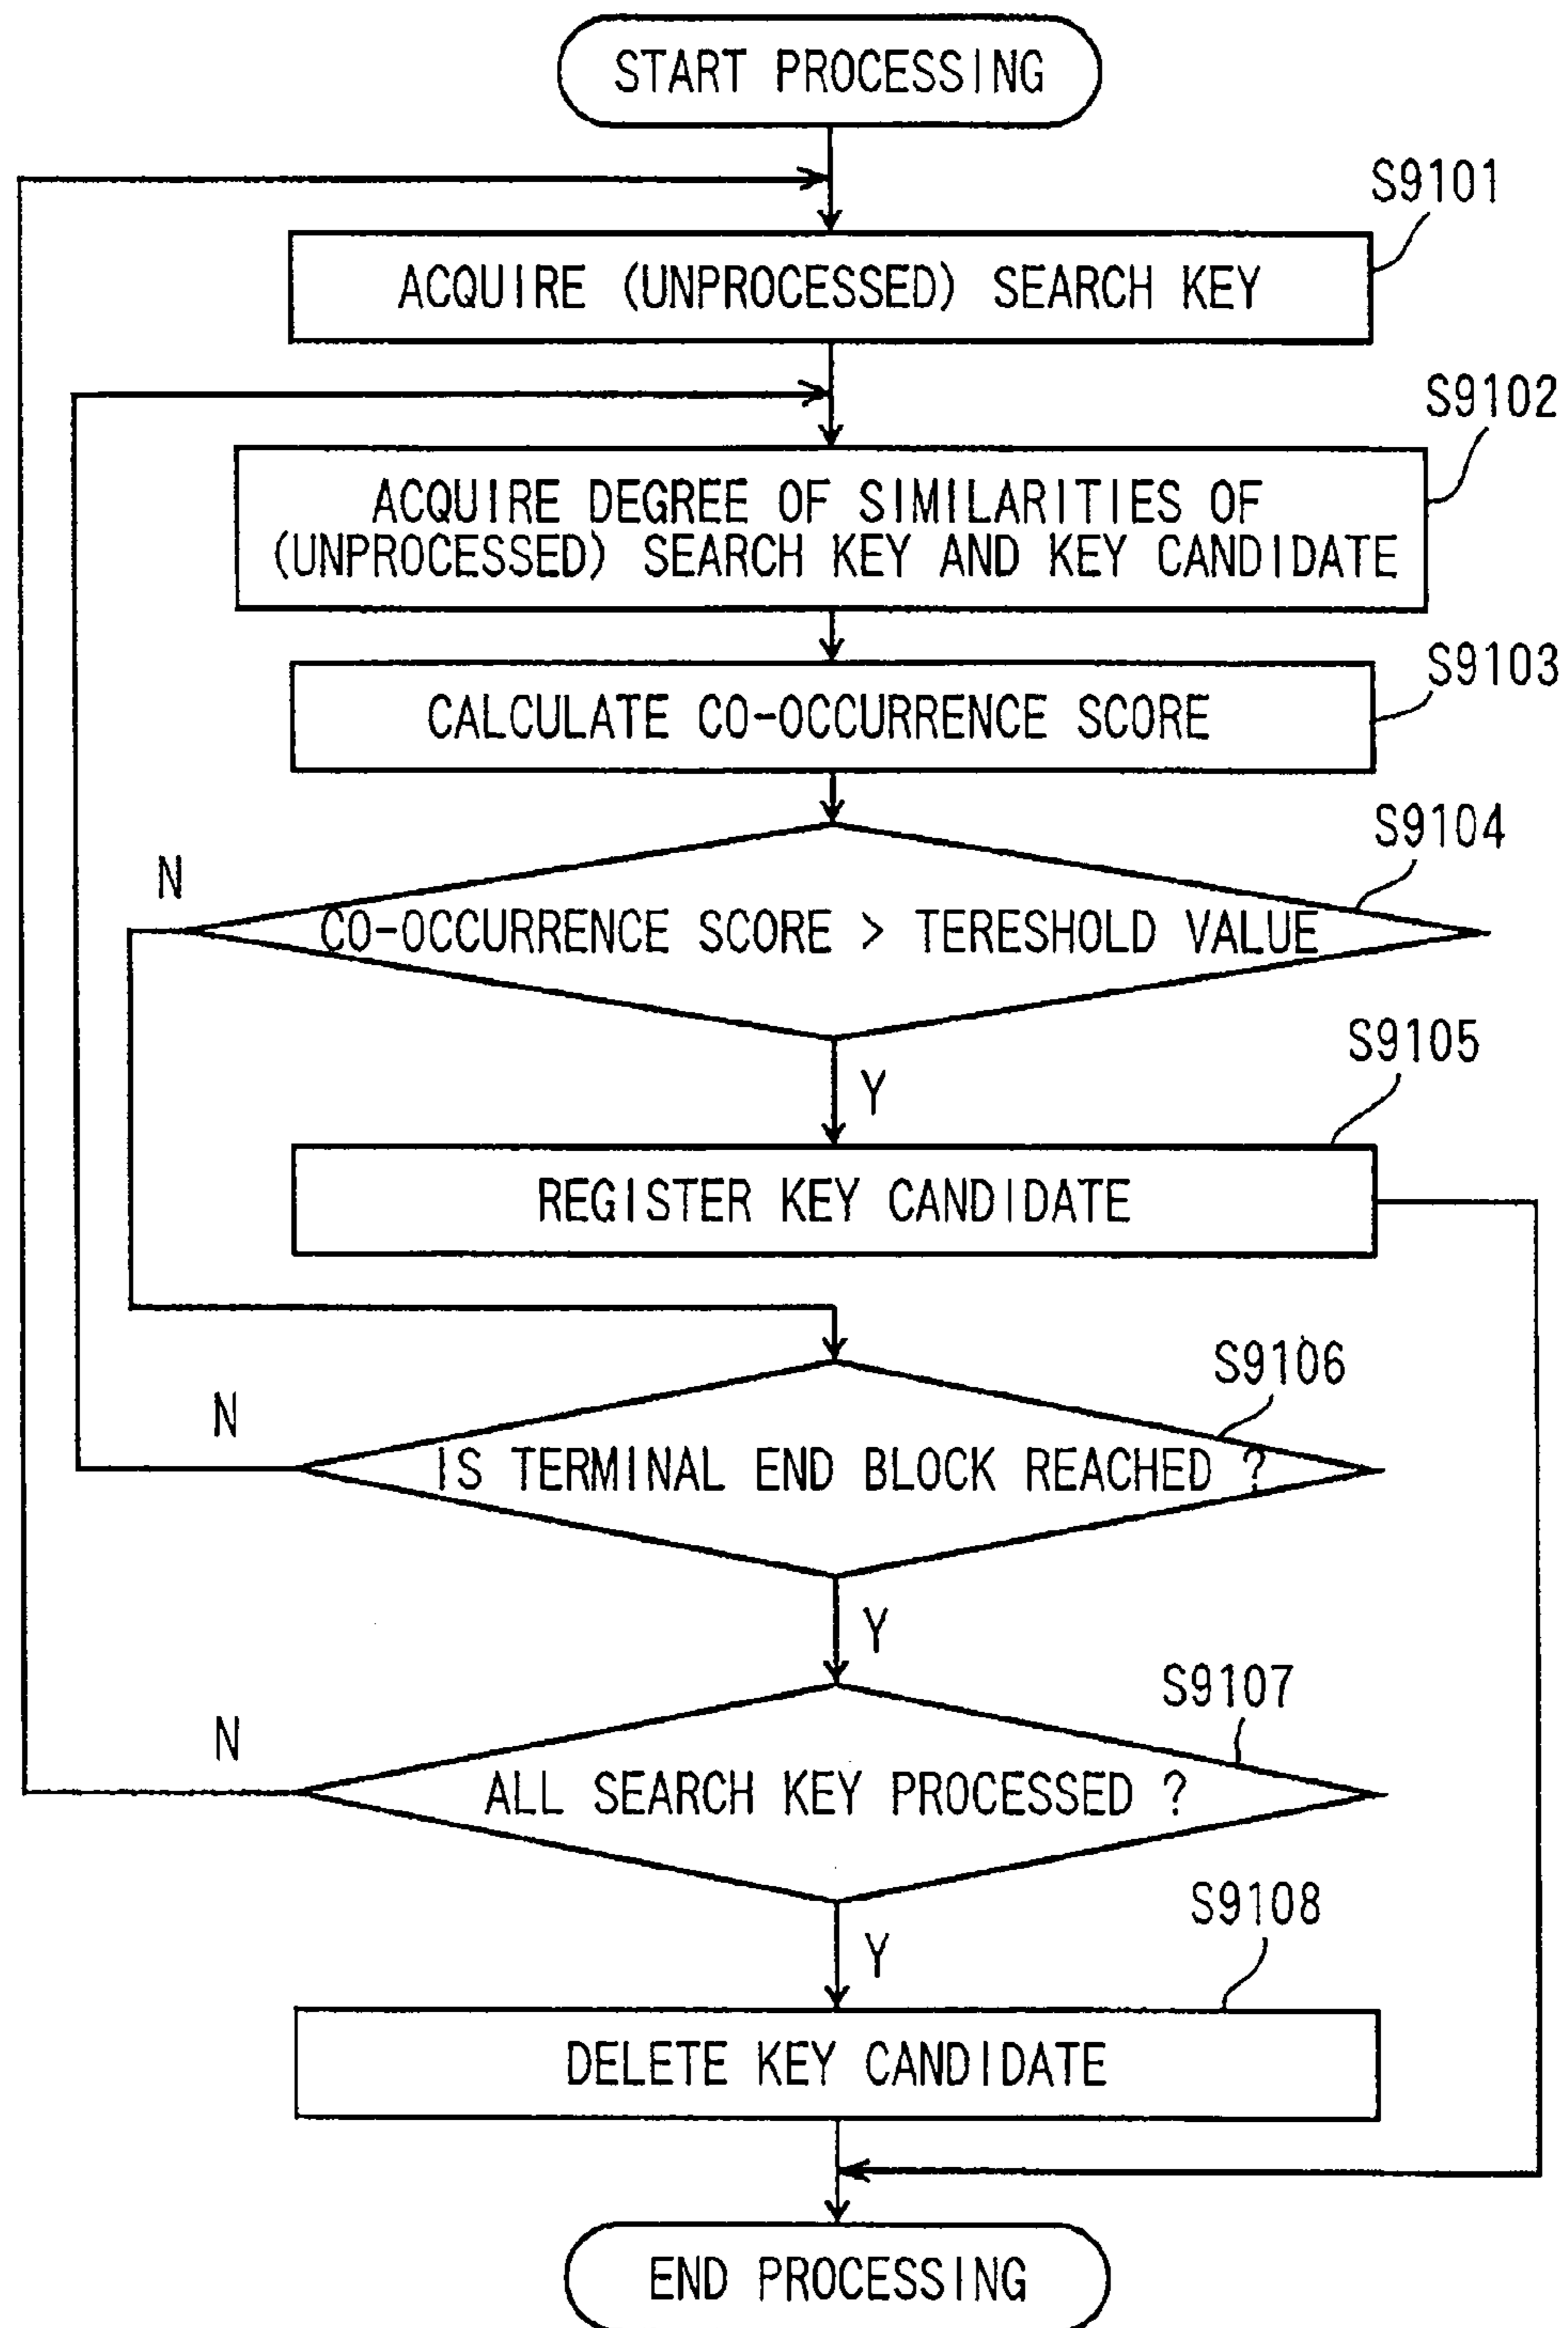 START PROCESSING
S9101
ACQUIRE (UNPROCESSED) SEARCH KEY
S9102
ACQUIRE DEGREE OF SIMILARITIES OF
(UNPROCESSED) SEARCH KEY AND KEY CANDIDATE
S9103
CALCULATE CO-OCCURRENCE SCORE
S9104
N
CO-OCCURRENCE SCORE > TERESHOLD VALUE
S9105
Y
REGISTER KEY CANDIDATE
S9106
N
IS TERMINAL END BLOCK REACHED ?
Y
S9107
N
ALL SEARCH KEY PROCESSED ?
S9108
Y
DELETE KEY CANDIDATE
END PROCESSING